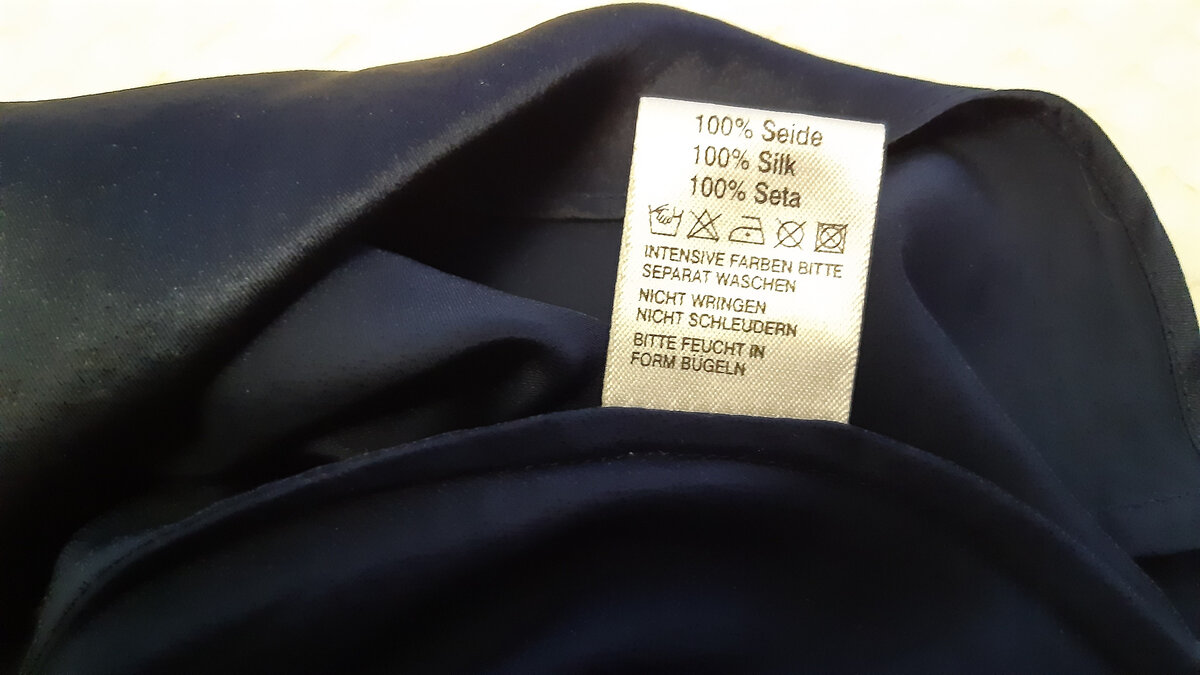 100% Seide
100% Silk
100% Seta
INTENSIVE FARBEN BITTE
SEPARAT WASCHEN
NICHT WRINGEN
NICHT SCHLEUDERN
BITTE FEUCHT IN
FORM BÜGELN